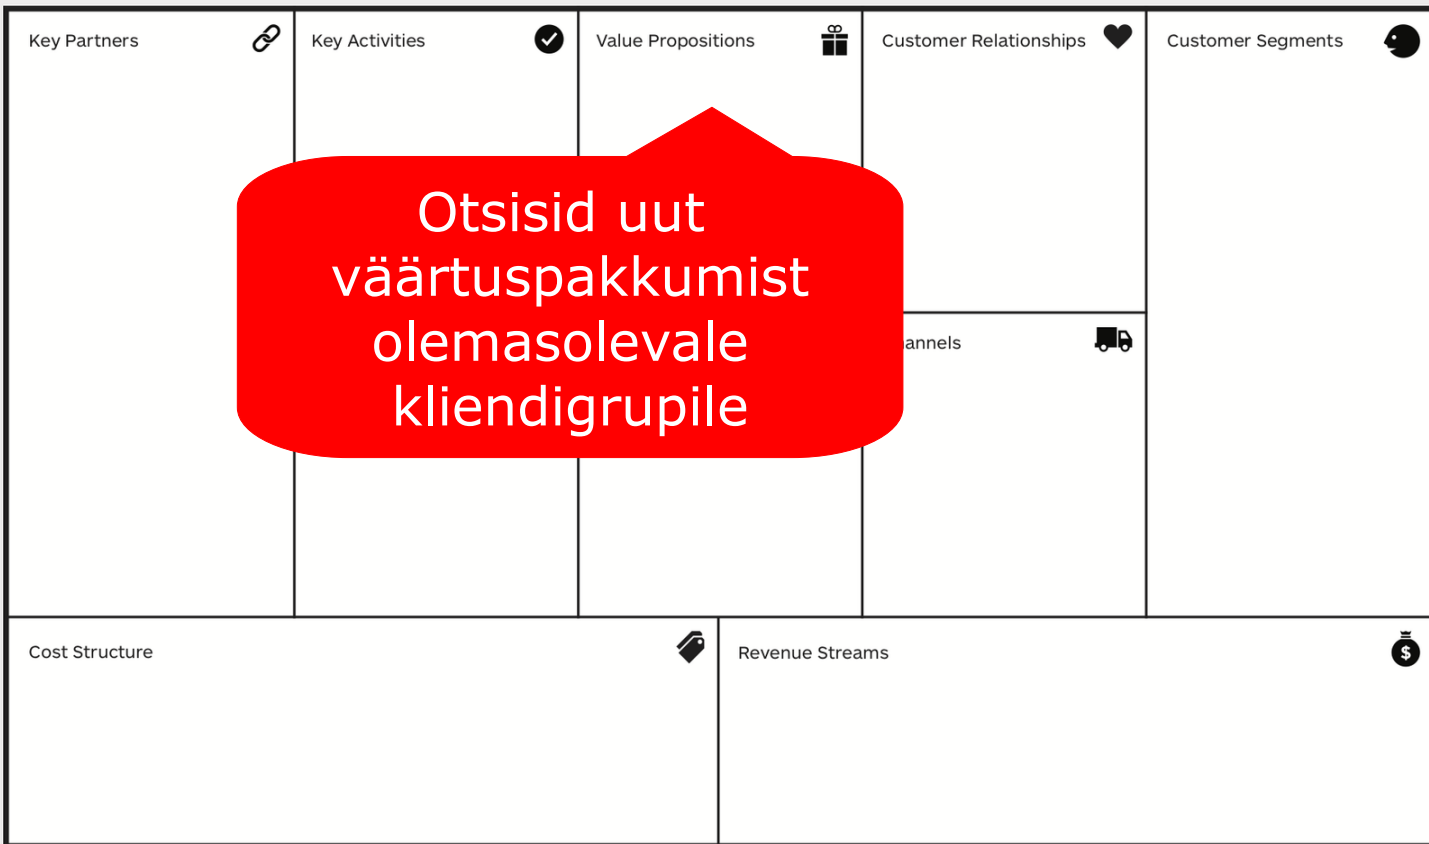 Key Partners
Key Activities
Value Propositions
Customer Relationships
Customer Segments
Otsisid uut
väärtuspakkumist
olemasolevale
kliendigrupile
annels
Cost Structure
$
Revenue Streams